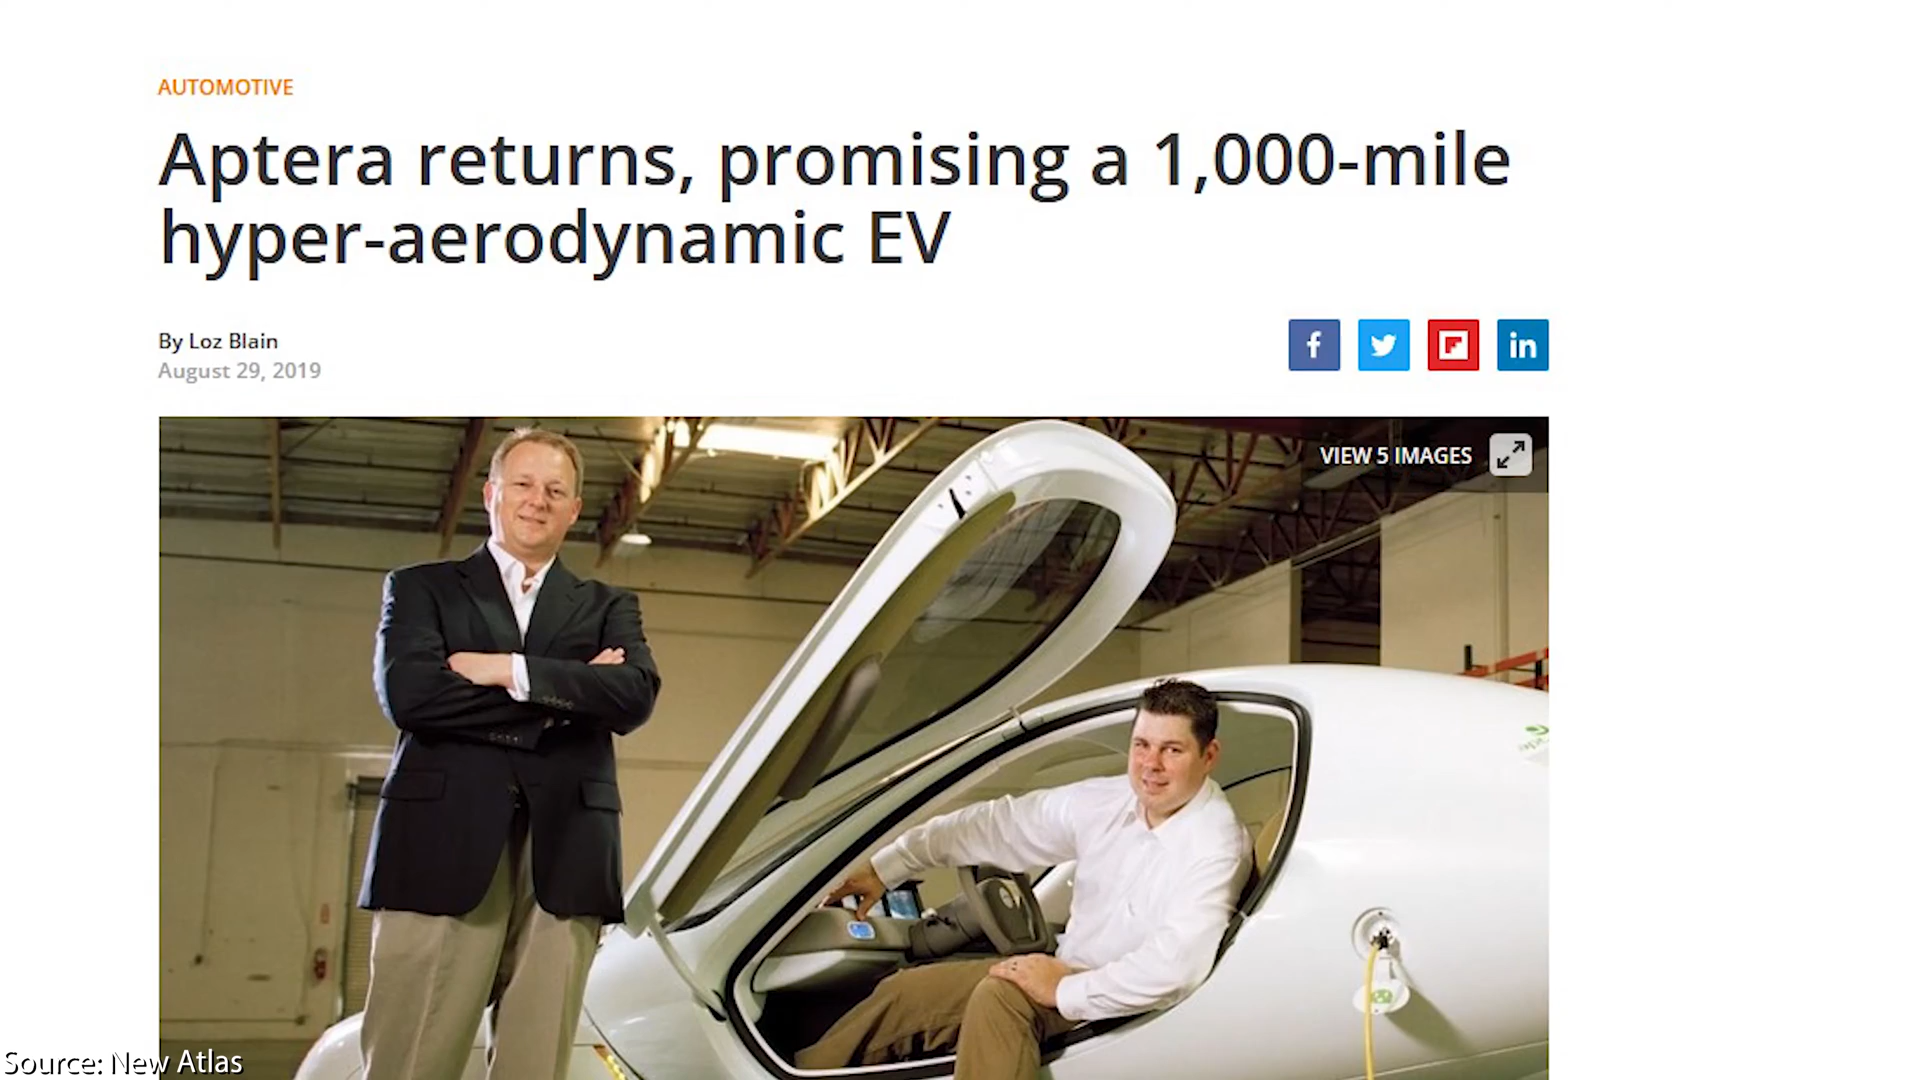 AUTOMOTIVE
Aptera returns, promising a 1,000-mile
hyper-aerodynamic EV
By Loz Blain
August 29, 2019
VIEW 5 IMAGES
Source: New Atlas